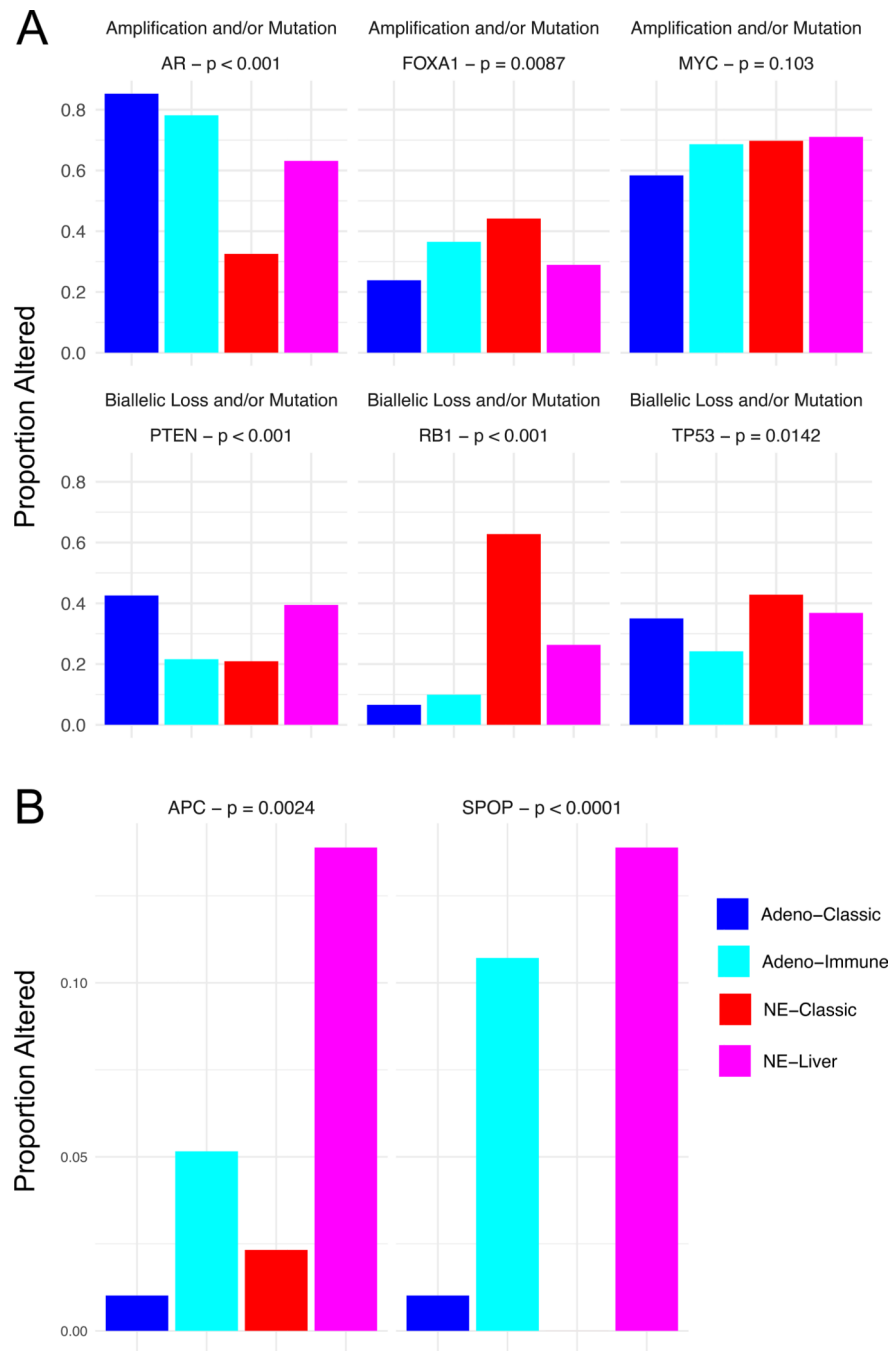 A
Amplification and/or Mutation
AR – p < 0.001
Amplification and/or Mutation
FOXA1 – p = 0.0087
Amplification and/or Mutation
MYC – p = 0.103
0.8
0.6
0.4
0.2
0.0
Proportion Altered
Biallelic Loss and/or Mutation
PTEN – p < 0.001
Biallelic Loss and/or Mutation
RB1 – p < 0.001
Biallelic Loss and/or Mutation
TP53 – p = 0.0142
0.8
0.6
0.4
0.2
0.0
B
APC – p = 0.0024
SPOP – p < 0.0001
Proportion Altered
0.10
0.05
0.00
Adeno–Classic
Adeno–Immune
NE–Classic
NE–Liver